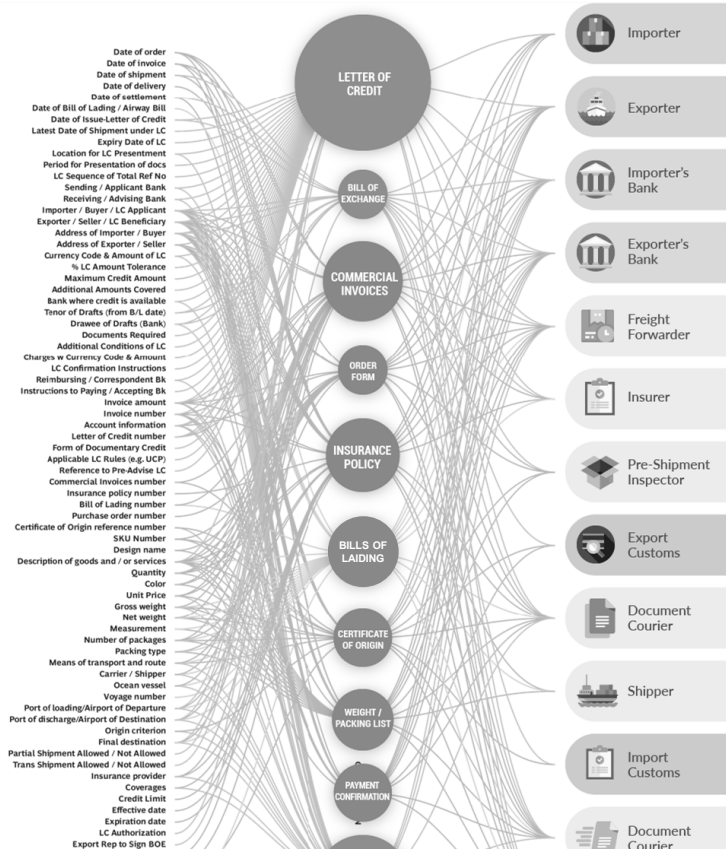 Date of order
Date of invoice
Date of shipment
Date of delivery
Date of settlement
Date of Bill of Lading / Airway Bill
Date of Issue-Letter of Credit
Latest Date of Shipment under LC
Expiry Date of LC
Location for LC Presentment
Period for Presentation of docs
LC Sequence of Total Ref No
Sending / Applicant Bank
Receiving / Advising Bank
Importer / Buyer / LC Applicant
Exporter / Seller / LC Beneficiary
Address of Importer / Buyer
Address of Exporter / Seller
Currency Code & Amount of LC
% LC Amount Tolerance
Maximum Credit Amount
Additional Amounts Covered
Bank where credit is available
Tenor of Drafts (from B/L date)
Drawee of Drafts (Bank)
Documents Required
Additional Conditions of LC
Charges w Currency Code & Amount
LC Confirmation Instructions
Reimbursing / Correspondent Bk
Instructions to Paying / Accepting Bk
Invoice amount
Invoice number
Account information
Letter of Credit number
Form of Documentary Credit
Applicable LC Rules (e.g. UCP)
Reference to Pre-Advise LC
Commercial Invoices number
Insurance policy number
Bill of Lading number
Purchase order number
Certificate of Origin reference number
SKU Number
Design name
Description of goods and / or services
Quantity
Color
Unit Price
Gross weight
Net weight
Measurement
Number of packages
Packing type
Means of transport and route
Carrier / Shipper
Ocean vessel
Voyage number
Port of loading/Airport of Departure
Port of discharge/Airport of Destination
Origin criterion
Final destination
Partial Shipment Allowed / Not Allowed
Trans Shipment Allowed / Not Allowed
Insurance provider
Coverages
Credit Limit
Effective date
Expiration date
LC Authorization
Export Rep to Sign BOE
LETTER OF
CREDIT
BILL OF
EXCHANGE
COMMERCIAL
INVOICES
ORDER
FORM
INSURANCE
POLICY
BILLS OF
LAIDING
CERTIFICATE
OF ORIGIN
WEIGHT /
PACKING LIST
PAYMENT
CONFIRMATION
Importer
Exporter
Importer's
Bank
Exporter's
Bank
Freight
Forwarder
Insurer
Pre-Shipment
Inspector
Export
Customs
Document
Courier
Shipper
Import
Customs
Document
Courier